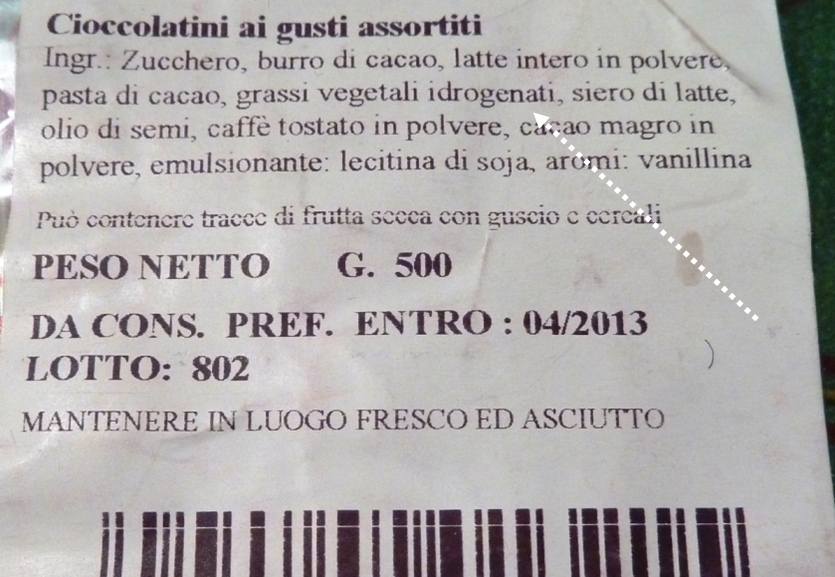 Cioccolatini ai gusti assortiti
Ingr.: Zucchero, burro di cacao, latte intero in polvere,
pasta di cacao, grassi vegetali idrogenati, siero di latte,
olio di semi, caffè tostato in polvere, cacao magro in
polvere, emulsionante: lecitina di soja, aromi: vanillina
Può contenere tracce di frutta secca con guscio e cereali
PESO NETTO G. 500
DA CONS. PREF. ENTRO : 04/2013
LOTTO: 802
MANTENERE IN LUOGO FRESCO ED ASCIUTTO